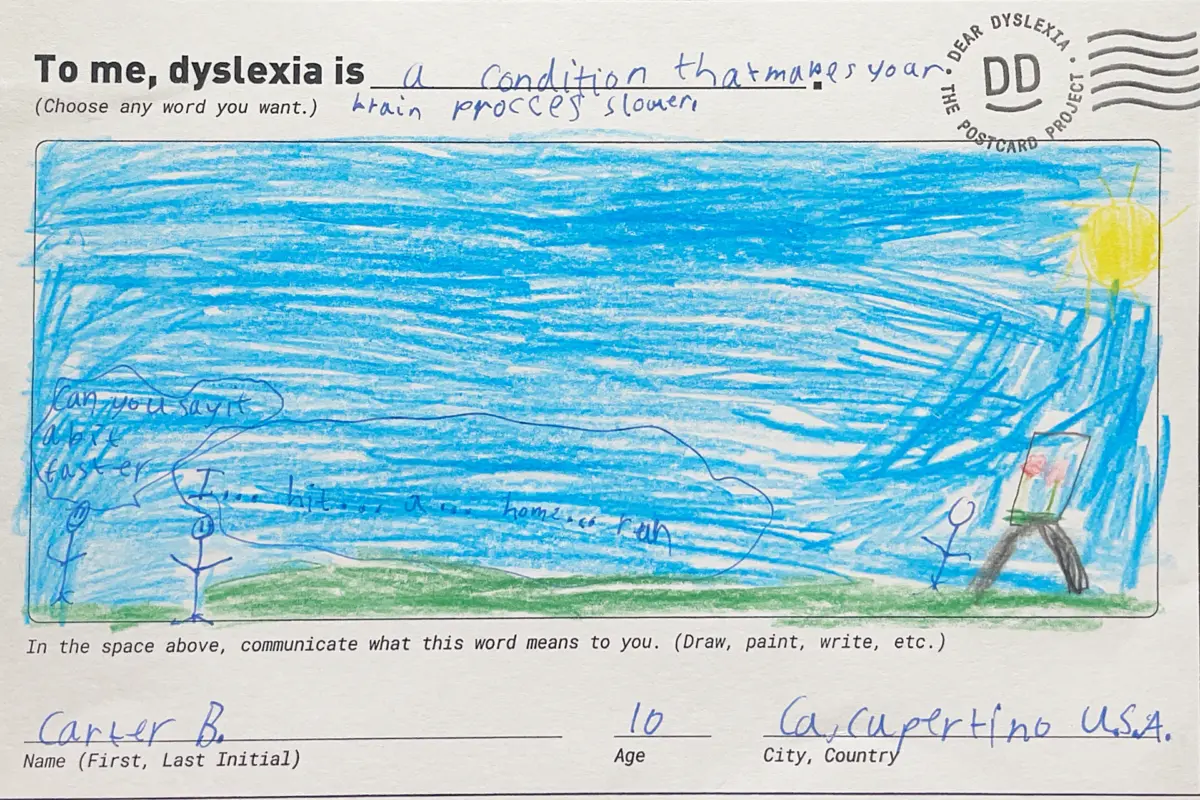 To me, dyslexia is a condition that makes your.
(Choose any word you want.) brain procces slower.
DEAR DYSLEXIA · THE POSTCARD PROJECT ·
DD
can you say it
a bit
faster
I... hit... a... home... run
In the space above, communicate what this word means to you. (Draw, paint, write, etc.)
Carter B. 10 Ca, Cupertino U.S.A.
Name (First, Last Initial) Age City, Country